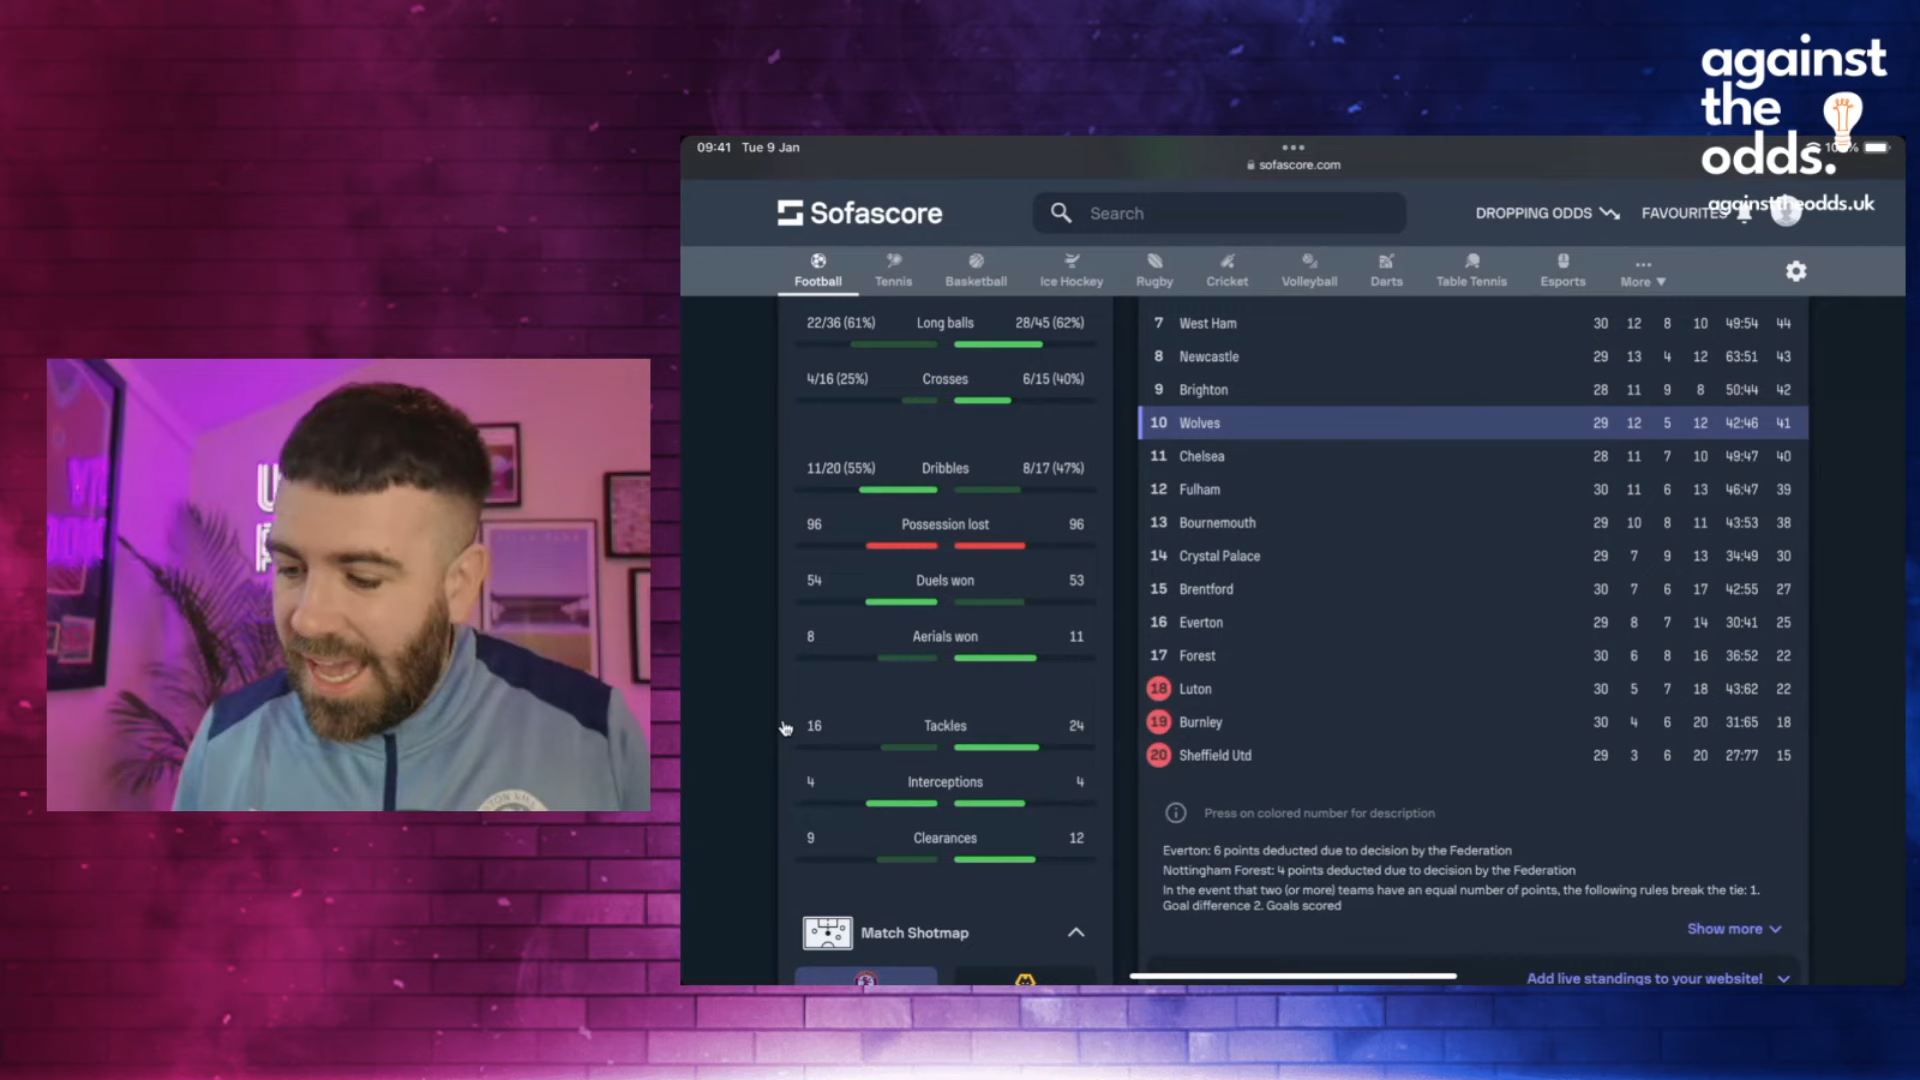 against
the
odds.
againsttheodds.uk
09:41 Tue 9 Jan
sofascore.com
Sofascore
Search
DROPPING ODDS
FAVOURITES
Football
Tennis
Basketball
Ice Hockey
Rugby
Cricket
Volleyball
Darts
Table Tennis
Esports
More
22/36 (61%) Long balls 28/45 (62%)
4/16 (25%) Crosses 6/15 (40%)
11/20 (55%) Dribbles 8/17 (47%)
96 Possession lost 96
54 Duels won 53
8 Aerials won 11
16 Tackles 24
4 Interceptions 4
9 Clearances 12
Match Shotmap
7 West Ham 30 12 8 10 49:54 44
8 Newcastle 29 13 4 12 63:51 43
9 Brighton 28 11 9 8 50:44 42
10 Wolves 29 12 5 12 42:46 41
11 Chelsea 28 11 7 10 49:47 40
12 Fulham 30 11 6 13 46:47 39
13 Bournemouth 29 10 8 11 43:53 38
14 Crystal Palace 29 7 9 13 34:49 30
15 Brentford 30 7 6 17 42:55 27
16 Everton 29 8 7 14 30:41 25
17 Forest 30 6 8 16 36:52 22
18 Luton 30 5 7 18 43:62 22
19 Burnley 30 4 6 20 31:65 18
20 Sheffield Utd 29 3 6 20 27:77 15
Press on colored number for description
Everton: 6 points deducted due to decision by the Federation
Nottingham Forest: 4 points deducted due to decision by the Federation
In the event that two (or more) teams have an equal number of points, the following rules break the tie: 1.
Goal difference 2. Goals scored
Show more
Add live standings to your website!